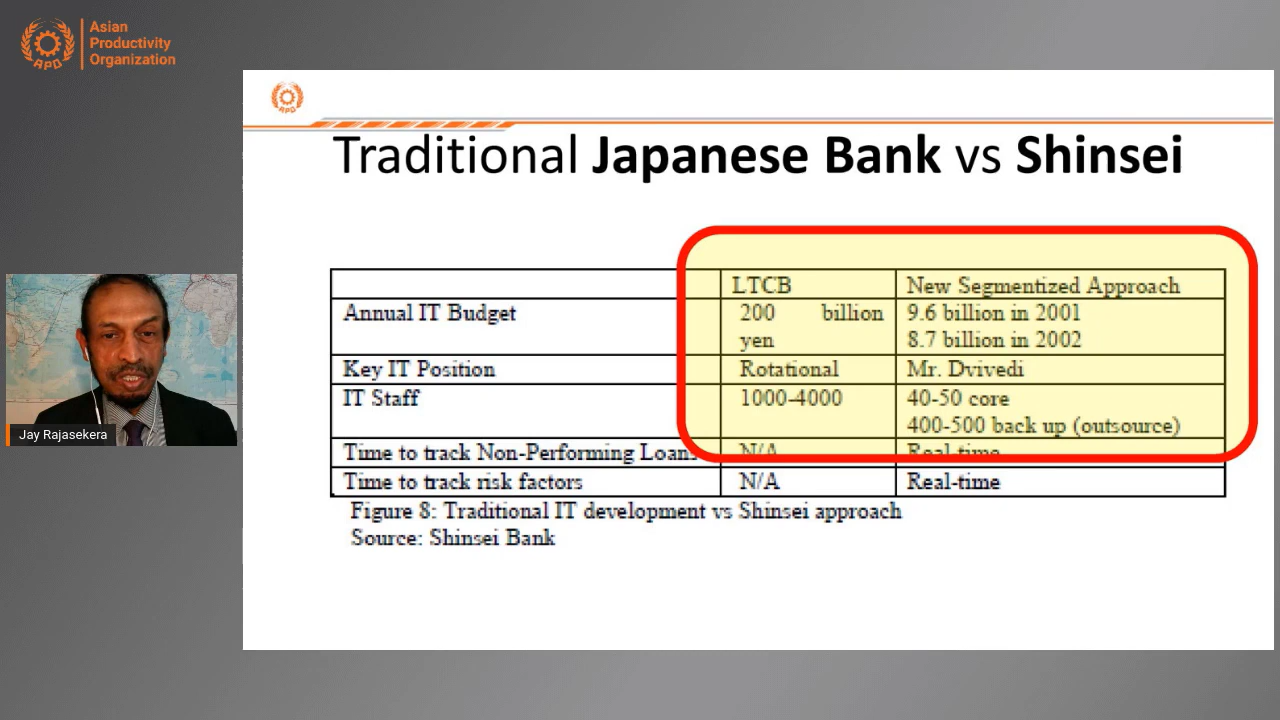 Asian
Productivity
Organization
APO
APO
Traditional Japanese Bank vs Shinsei
LTCB New Segmentized Approach
Annual IT Budget 200 billion yen 9.6 billion in 2001
8.7 billion in 2002
Key IT Position Rotational Mr. Dvivedi
IT Staff 1000-4000 40-50 core
400-500 back up (outsource)
Time to track Non-Performing Loans N/A Real-time
Time to track risk factors N/A Real-time
Figure 8: Traditional IT development vs Shinsei approach
Source: Shinsei Bank
Jay Rajasekera